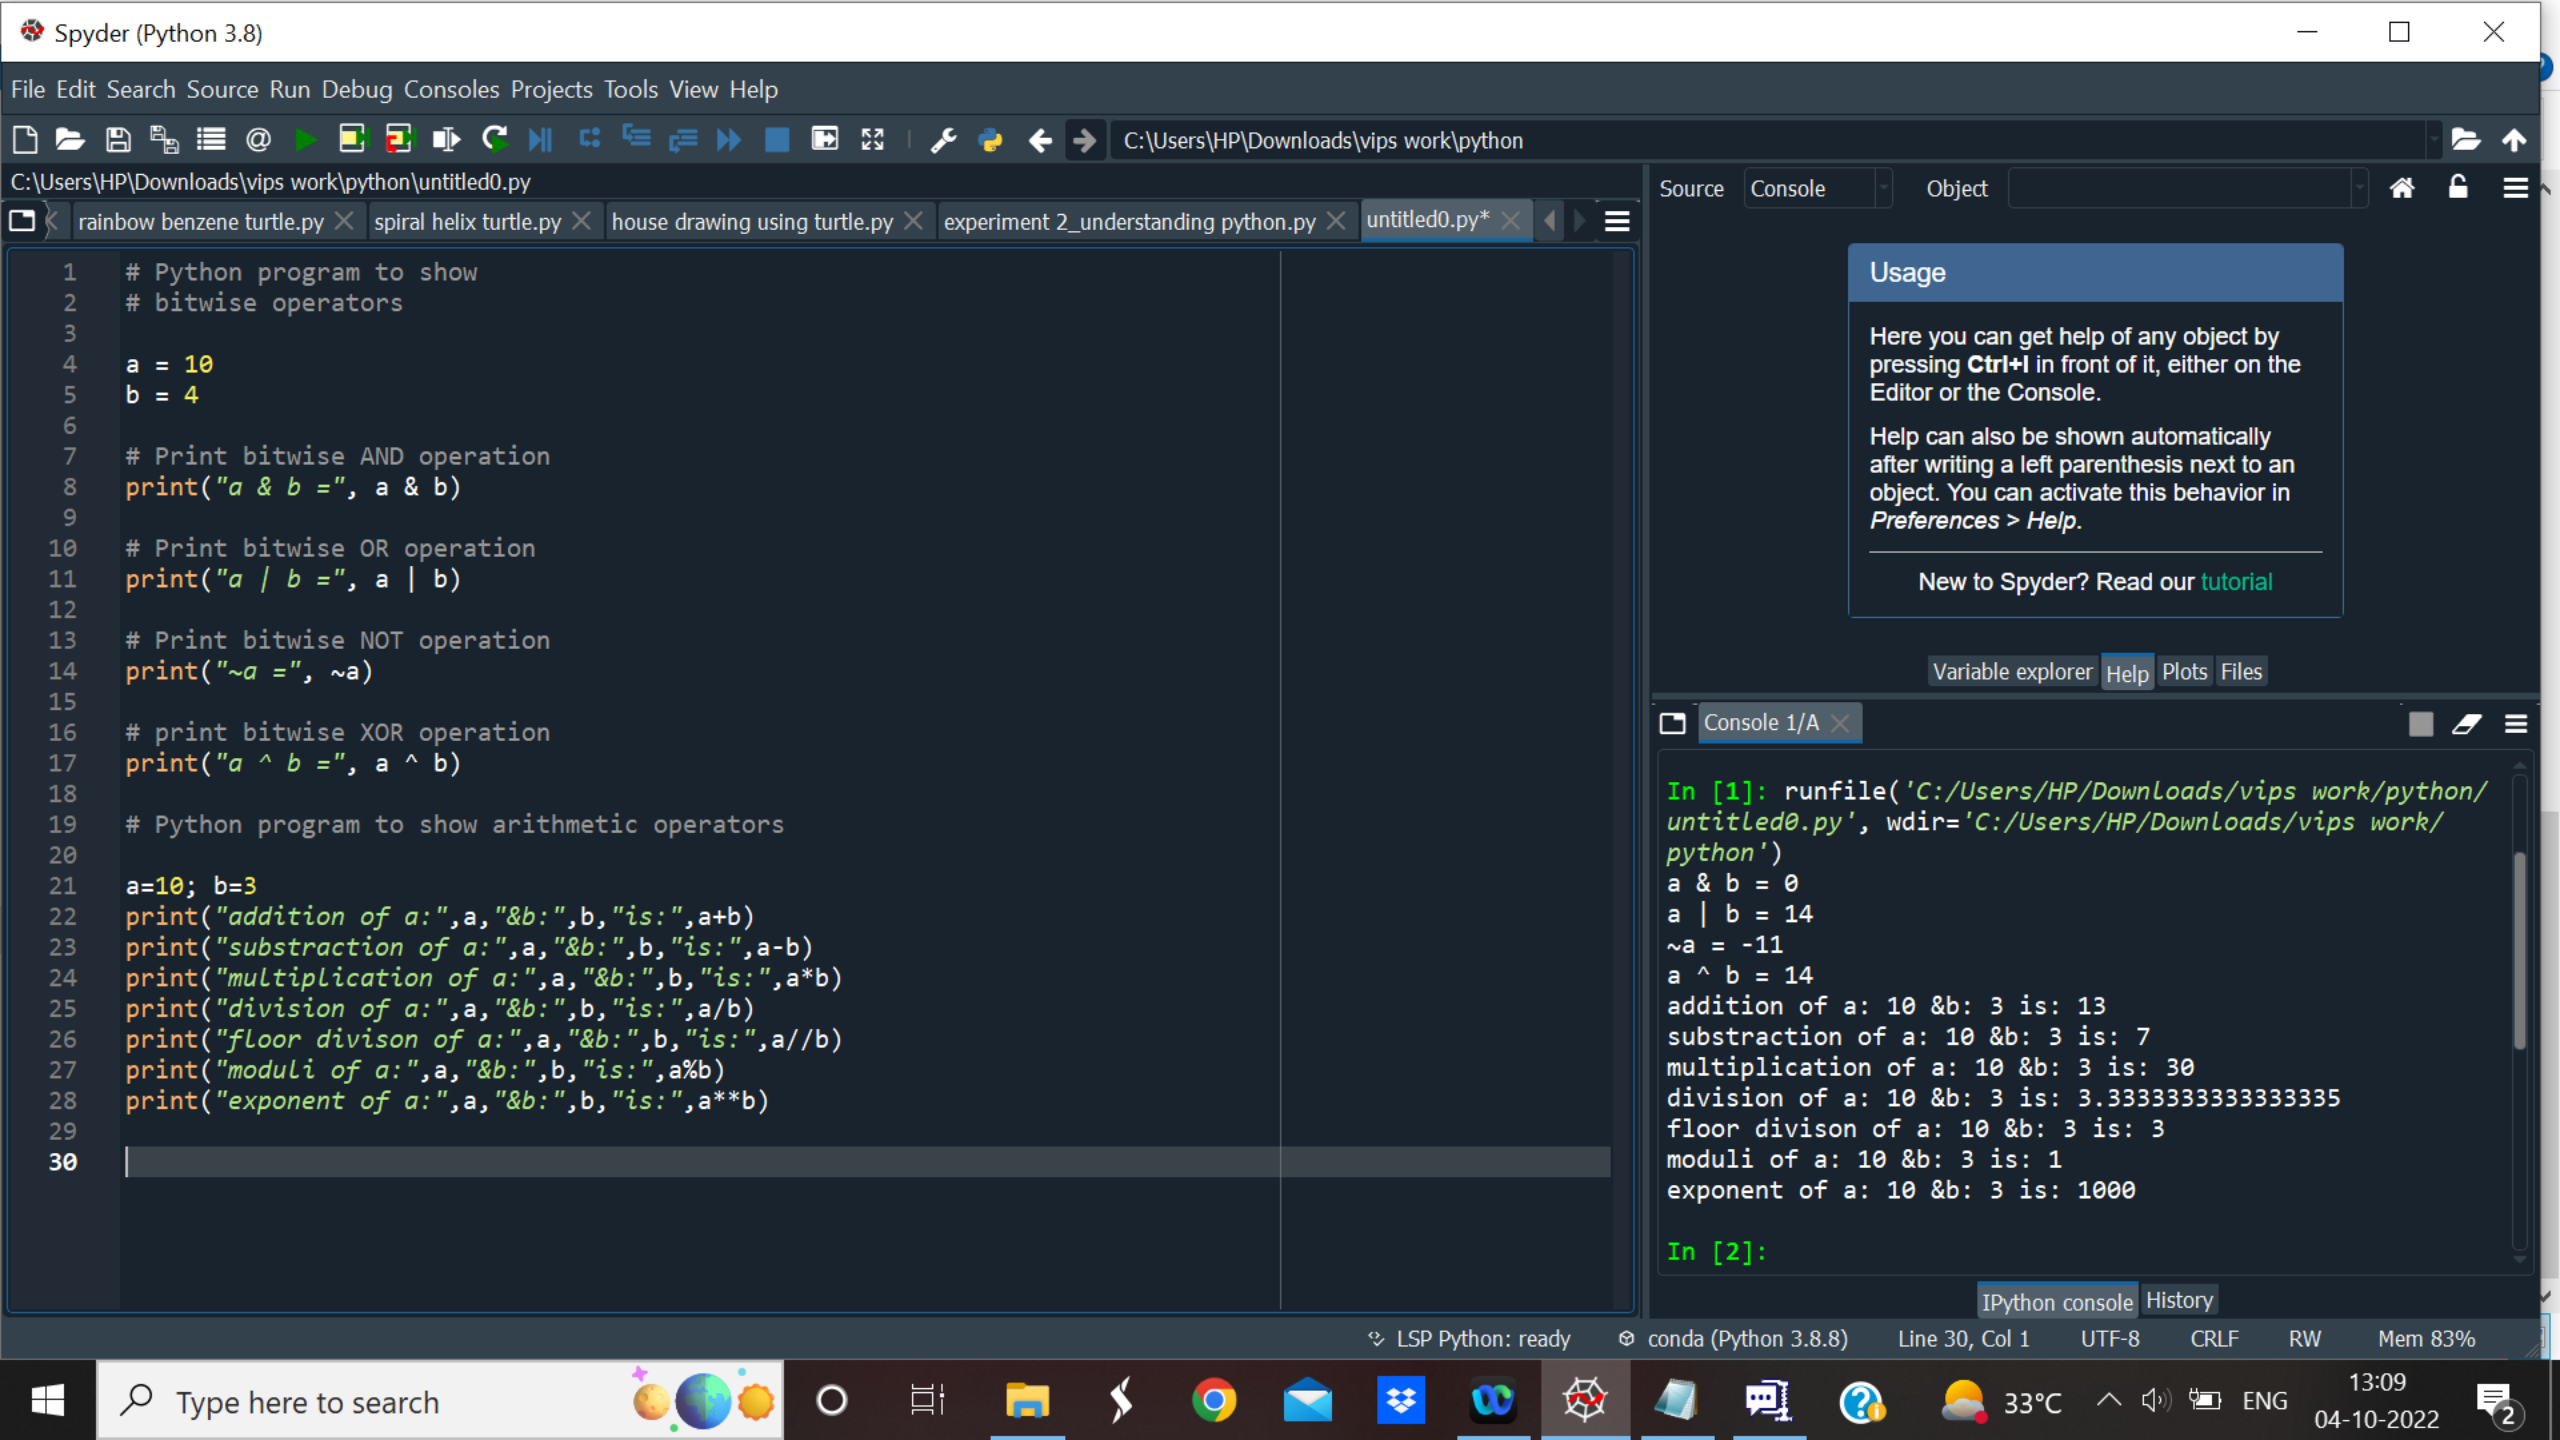 Spyder (Python 3.8)
File Edit Search Source Run Debug Consoles Projects Tools View Help
C:\Users\HP\Downloads\vips work\python
C:\Users\HP\Downloads\vips work\python\untitled0.py
rainbow benzene turtle.py spiral helix turtle.py house drawing using turtle.py experiment 2_understanding python.py untitled0.py*
1 # Python program to show
2 # bitwise operators
3
4 a = 10
5 b = 4
6
7 # Print bitwise AND operation
8 print("a & b =", a & b)
9
10 # Print bitwise OR operation
11 print("a | b =", a | b)
12
13 # Print bitwise NOT operation
14 print("~a =", ~a)
15
16 # print bitwise XOR operation
17 print("a ^ b =", a ^ b)
18
19 # Python program to show arithmetic operators
20
21 a=10; b=3
22 print("addition of a:",a,"&b:",b,"is:",a+b)
23 print("substraction of a:",a,"&b:",b,"is:",a-b)
24 print("multiplication of a:",a,"&b:",b,"is:",a*b)
25 print("division of a:",a,"&b:",b,"is:",a/b)
26 print("floor divison of a:",a,"&b:",b,"is:",a//b)
27 print("moduli of a:",a,"&b:",b,"is:",a%b)
28 print("exponent of a:",a,"&b:",b,"is:",a**b)
29
30
Source Console Object
Usage
Here you can get help of any object by
pressing Ctrl+I in front of it, either on the
Editor or the Console.
Help can also be shown automatically
after writing a left parenthesis next to an
object. You can activate this behavior in
Preferences > Help.
New to Spyder? Read our tutorial
Variable explorer Help Plots Files
Console 1/A
In [1]: runfile('C:/Users/HP/Downloads/vips work/python/
untitled0.py', wdir='C:/Users/HP/Downloads/vips work/
python')
a & b = 0
a | b = 14
~a = -11
a ^ b = 14
addition of a: 10 &b: 3 is: 13
substraction of a: 10 &b: 3 is: 7
multiplication of a: 10 &b: 3 is: 30
division of a: 10 &b: 3 is: 3.3333333333333335
floor divison of a: 10 &b: 3 is: 3
moduli of a: 10 &b: 3 is: 1
exponent of a: 10 &b: 3 is: 1000
In [2]:
IPython console History
LSP Python: ready conda (Python 3.8.8) Line 30, Col 1 UTF-8 CRLF RW Mem 83%
Type here to search
33°C ENG
13:09
04-10-2022
2